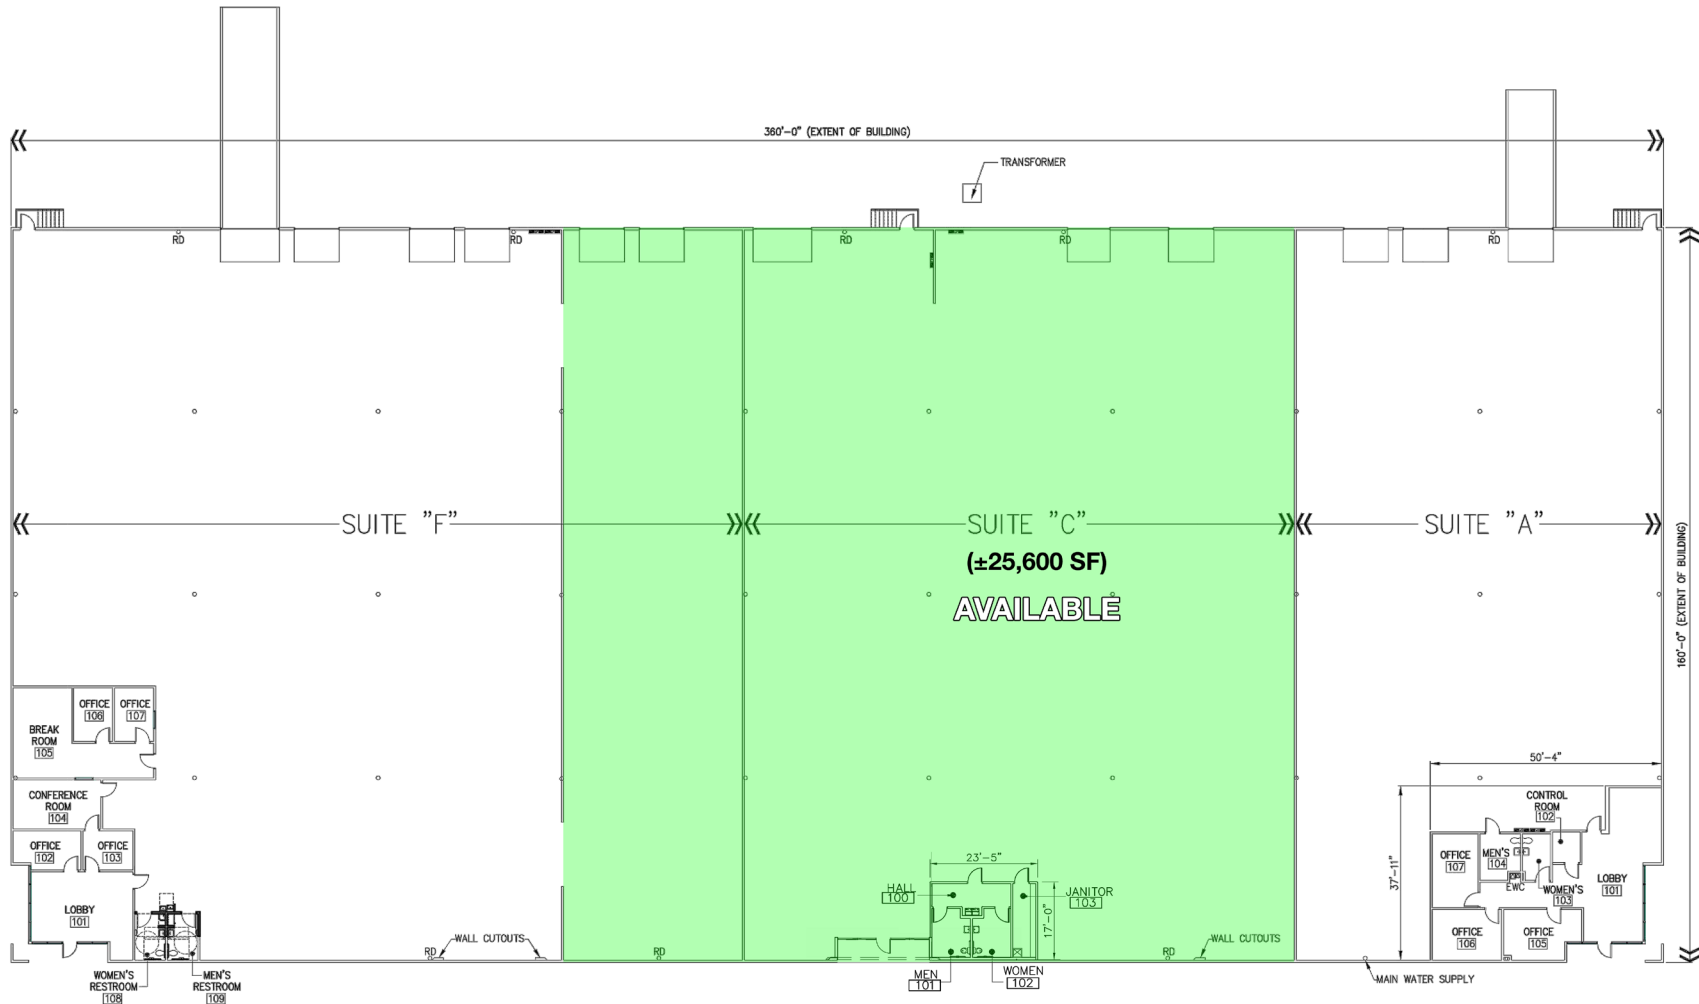 360'-0" (EXTENT OF BUILDING)
TRANSFORMER
RD
RD
RD
RD
RD
SUITE "F"
SUITE "C"
SUITE "A"
(±25,600 SF)
AVAILABLE
160'-0" (EXTENT OF BUILDING)
OFFICE
106
OFFICE
107
BREAK
ROOM
105
CONFERENCE
ROOM
104
OFFICE
102
OFFICE
103
LOBBY
101
WOMEN'S
RESTROOM
108
MEN'S
RESTROOM
109
RD
WALL CUTOUTS
RD
23'-5"
HALL
100
JANITOR
103
17'-0"
MEN
101
WOMEN
102
RD
WALL CUTOUTS
50'-4"
37'-11"
CONTROL
ROOM
102
OFFICE
107
MEN'S
104
EWC
WOMEN'S
103
LOBBY
101
OFFICE
106
OFFICE
105
MAIN WATER SUPPLY